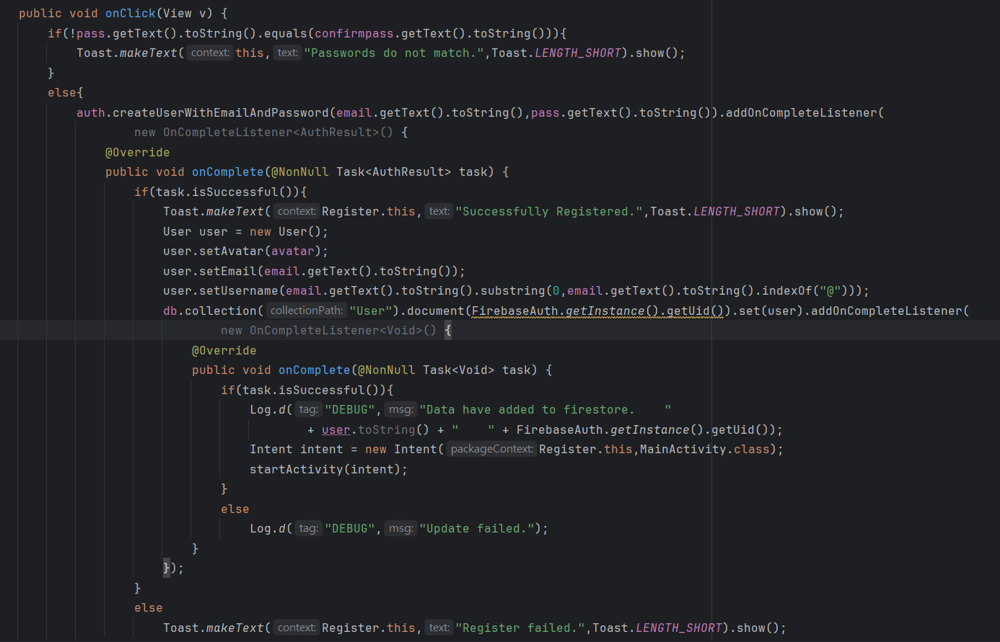 public void onClick(View v) {
if(!pass.getText().toString().equals(confirmpass.getText().toString())){
Toast.makeText( context: this, text: "Passwords do not match.",Toast.LENGTH_SHORT).show();
}
else{
auth.createUserWithEmailAndPassword(email.getText().toString(),pass.getText().toString()).addOnCompleteListener(
new OnCompleteListener<AuthResult>() {
@Override
public void onComplete(@NonNull Task<AuthResult> task) {
if(task.isSuccessful()){
Toast.makeText( context: Register.this, text: "Successfully Registered.",Toast.LENGTH_SHORT).show();
User user = new User();
user.setAvatar(avatar);
user.setEmail(email.getText().toString());
user.setUsername(email.getText().toString().substring(0,email.getText().toString().indexOf("@")));
db.collection( collectionPath: "User").document(FirebaseAuth.getInstance().getUid()).set(user).addOnCompleteListener(
new OnCompleteListener<Void>() {
@Override
public void onComplete(@NonNull Task<Void> task) {
if(task.isSuccessful()){
Log.d( tag: "DEBUG", msg: "Data have added to firestore.    "
+ user.toString() + "    " + FirebaseAuth.getInstance().getUid());
Intent intent = new Intent( packageContext: Register.this,MainActivity.class);
startActivity(intent);
}
else
Log.d( tag: "DEBUG", msg: "Update failed.");
}
});
}
else
Toast.makeText( context: Register.this, text: "Register failed.",Toast.LENGTH_SHORT).show();